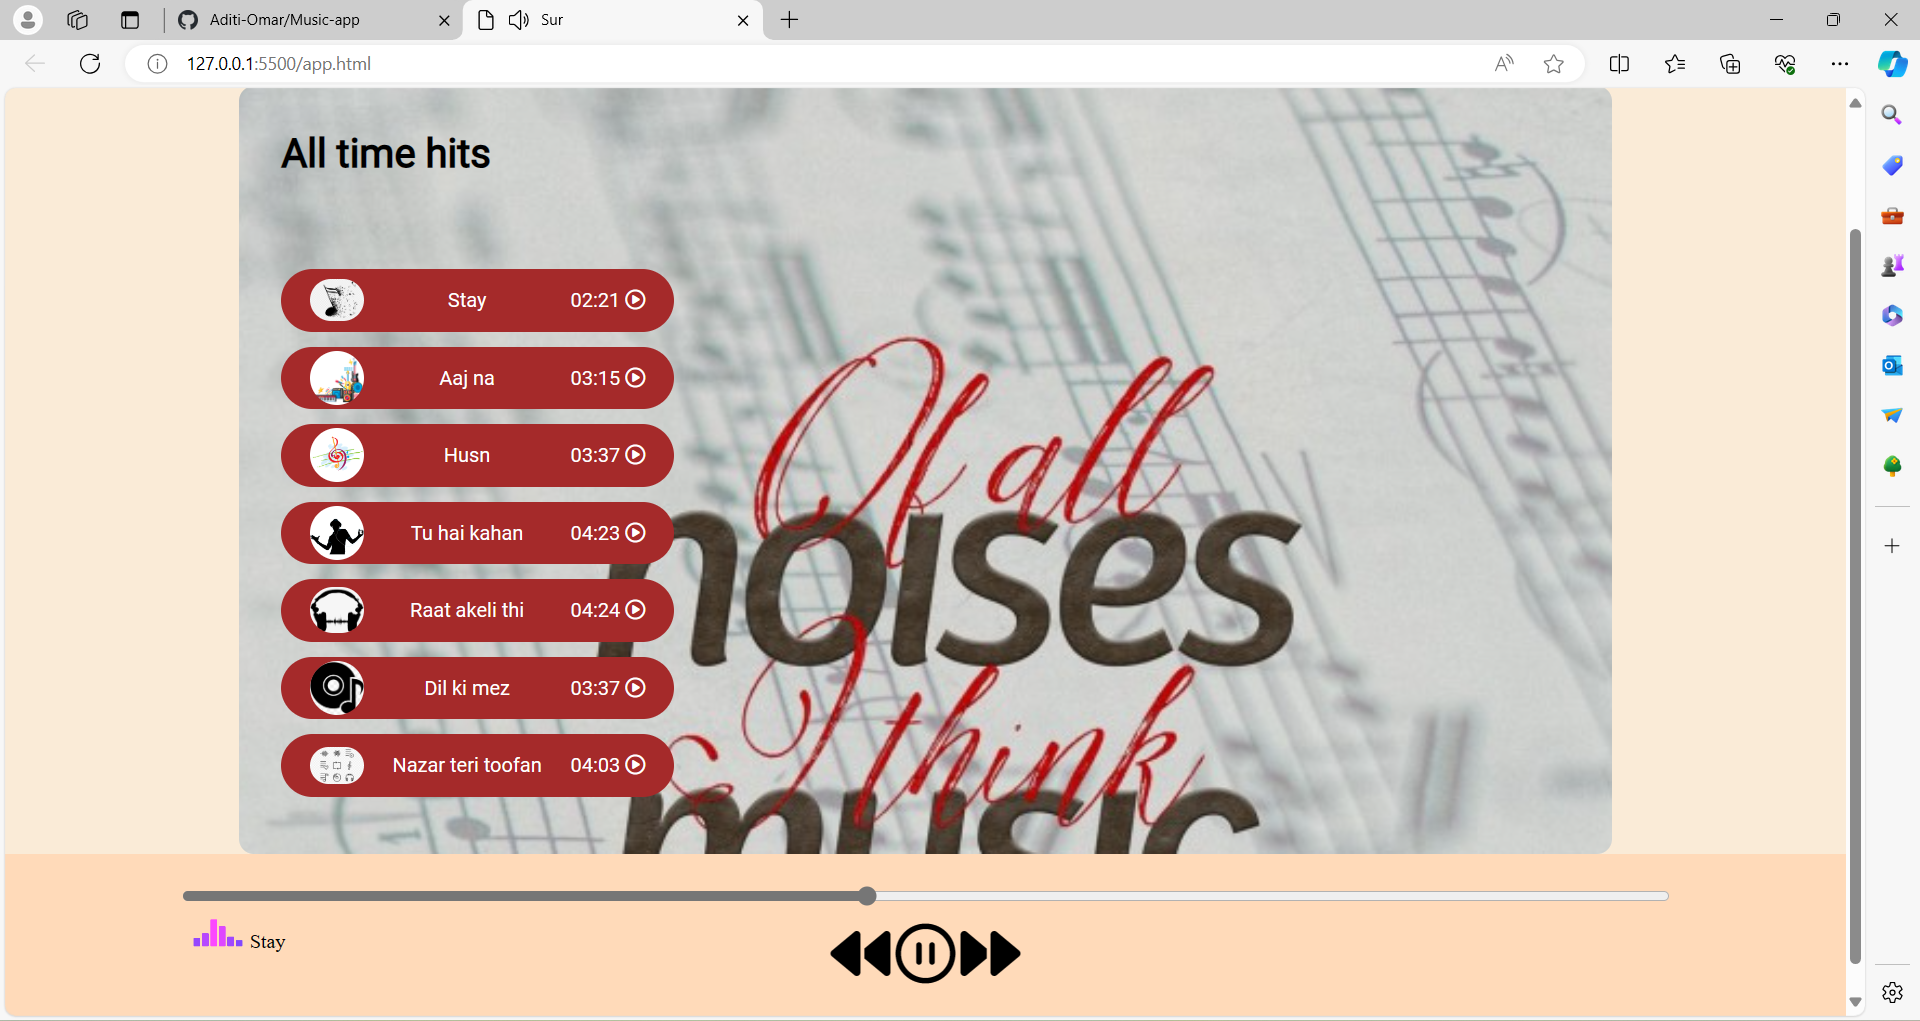 Aditi-Omar/Music-app
Sur
127.0.0.1:5500/app.html
All time hits
Stay 02:21
Aaj na 03:15
Husn 03:37
Tu hai kahan 04:23
Raat akeli thi 04:24
Dil ki mez 03:37
Nazar teri toofan 04:03
Of all
noises
I think
music
Stay